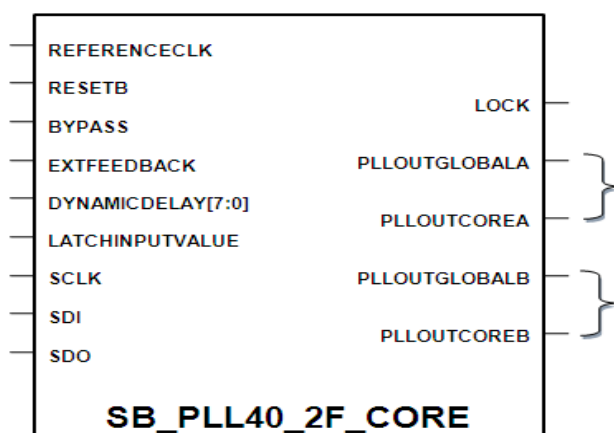 REFERENCECLK
RESETB
BYPASS
EXTFEEDBACK
DYNAMICDELAY[7:0]
LATCHINPUTVALUE
SCLK
SDI
SDO
LOCK
PLLOUTGLOBALA
PLLOUTCOREA
PLLOUTGLOBALB
PLLOUTCOREB
SB_PLL40_2F_CORE